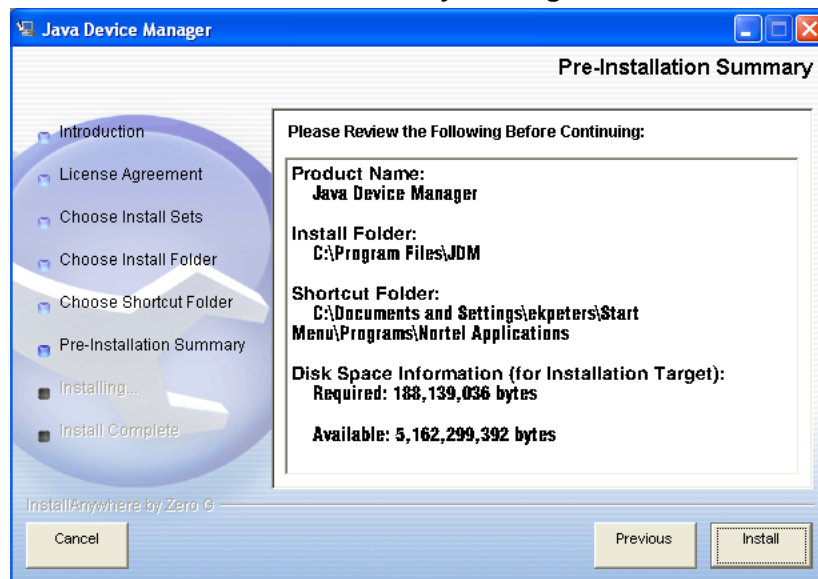 Java Device Manager
Pre-Installation Summary
Introduction
License Agreement
Choose Install Sets
Choose Install Folder
Choose Shortcut Folder
Pre-Installation Summary
Installing...
Install Complete
Please Review the Following Before Continuing:
Product Name:
Java Device Manager
Install Folder:
C:\Program Files\JDM
Shortcut Folder:
C:\Documents and Settings\ekpeters\Start
Menu\Programs\Nortel Applications
Disk Space Information (for Installation Target):
Required: 188,139,036 bytes
Available: 5,162,299,392 bytes
InstallAnywhere by Zero G
Cancel
Previous
Install